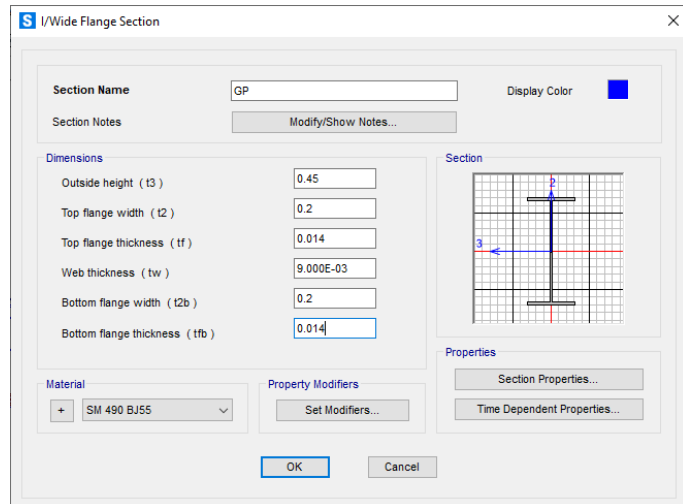 S I/Wide Flange Section
Section Name GP Display Color
Section Notes Modify/Show Notes...
Dimensions
Outside height ( t3 ) 0.45
Top flange width ( t2 ) 0.2
Top flange thickness ( tf ) 0.014
Web thickness ( tw ) 9.000E-03
Bottom flange width ( t2b ) 0.2
Bottom flange thickness ( tfb ) 0.014
Section
2
3
Properties
Section Properties...
Time Dependent Properties...
Material
+ SM 490 BJ55
Property Modifiers
Set Modifiers...
OK Cancel